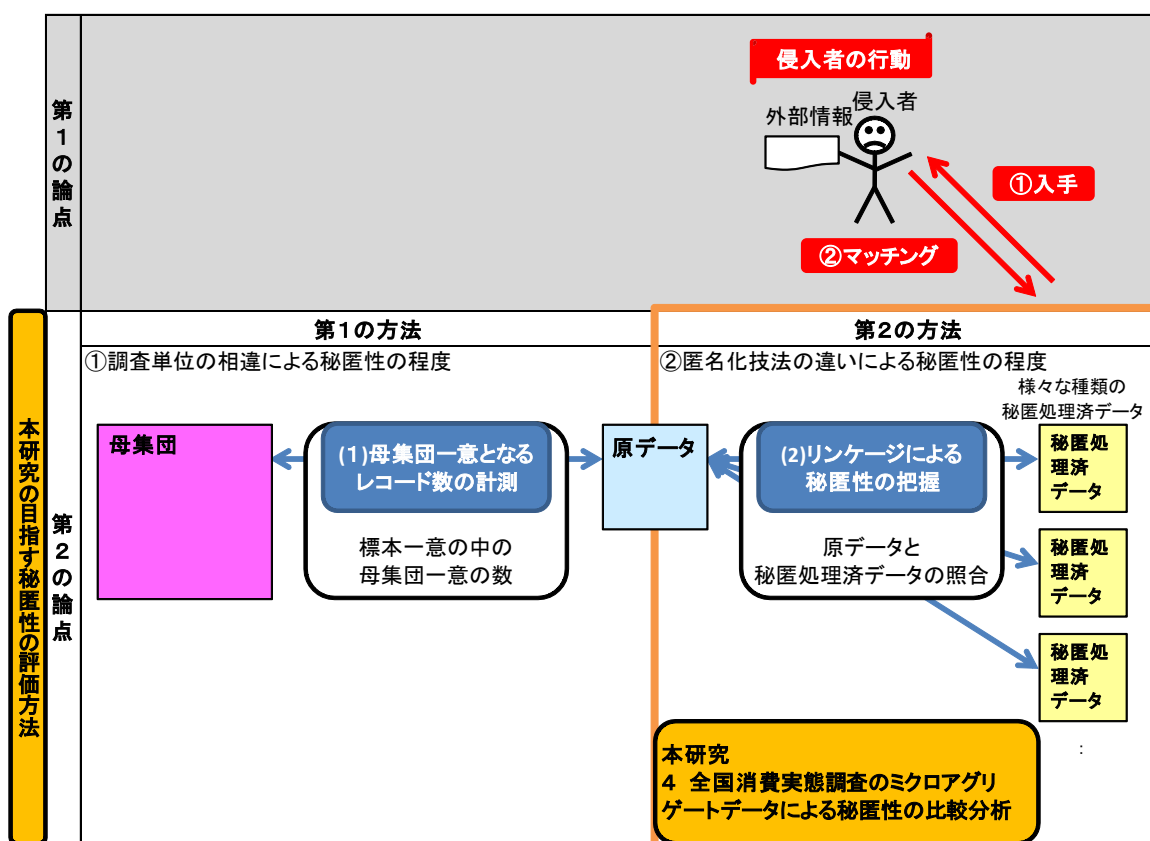 第1の論点
侵入者の行動
侵入者
外部情報
①入手
②マッチング
本研究の目指す秘匿性の評価方法
第2の論点
第1の方法
①調査単位の相違による秘匿性の程度
母集団
(1)母集団一意となる
レコード数の計測
標本一意の中の
母集団一意の数
原データ
第2の方法
②匿名化技法の違いによる秘匿性の程度
様々な種類の
秘匿処理済データ
(2)リンケージによる
秘匿性の把握
原データと
秘匿処理済データの照合
秘匿処
理済
データ
秘匿処
理済
データ
秘匿処
理済
データ
:
本研究
4 全国消費実態調査のミクロアグリ
ゲートデータによる秘匿性の比較分析